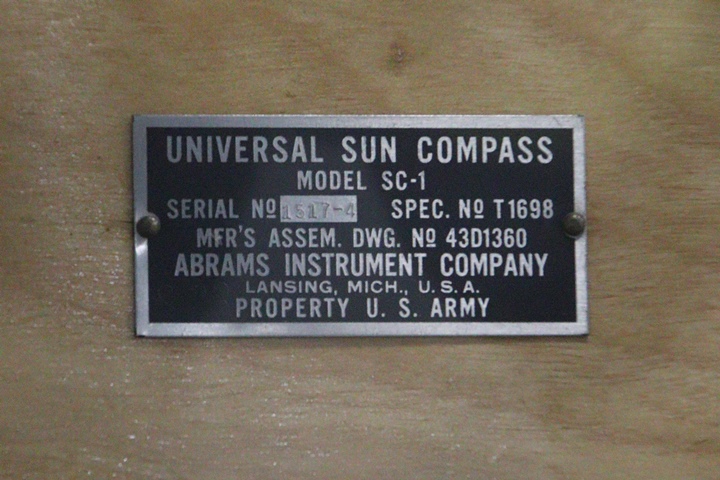 UNIVERSAL SUN COMPASS
MODEL SC-1
SERIAL Nº 1517-4 SPEC. Nº T1698
MFR'S ASSEM. DWG. Nº 43D1360
ABRAMS INSTRUMENT COMPANY
LANSING, MICH., U.S.A.
PROPERTY U. S. ARMY